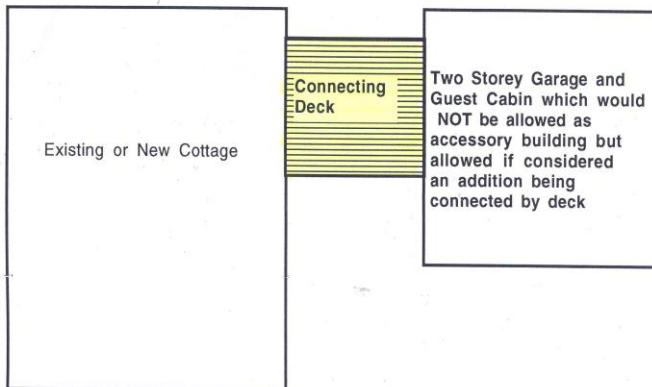 Existing or New Cottage
Connecting
Deck
Two Storey Garage and
Guest Cabin which would
NOT be allowed as
accessory building but
allowed if considered
an addition being
connected by deck